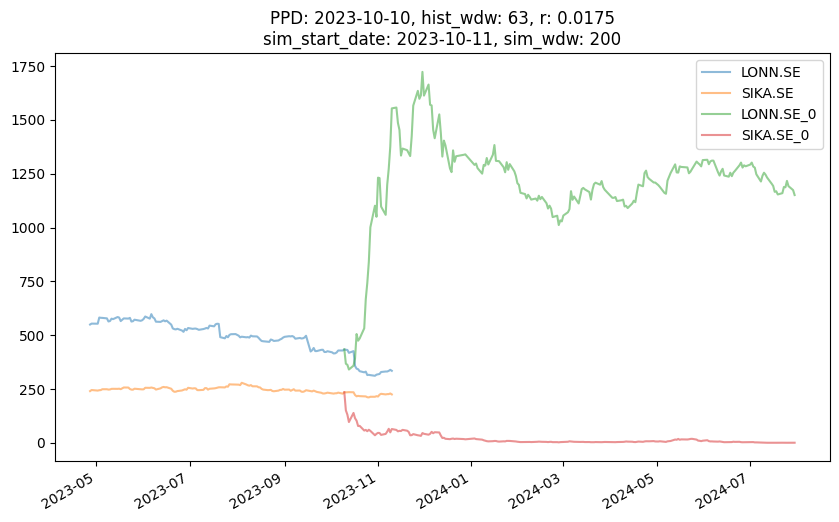 PPD: 2023-10-10, hist_wdw: 63, r: 0.0175
sim_start_date: 2023-10-11, sim_wdw: 200
1750
1500
1250
1000
750
500
250
0
LONN.SE
SIKA.SE
LONN.SE_0
SIKA.SE_0
2023-05
2023-07
2023-09
2023-11
2024-01
2024-03
2024-05
2024-07